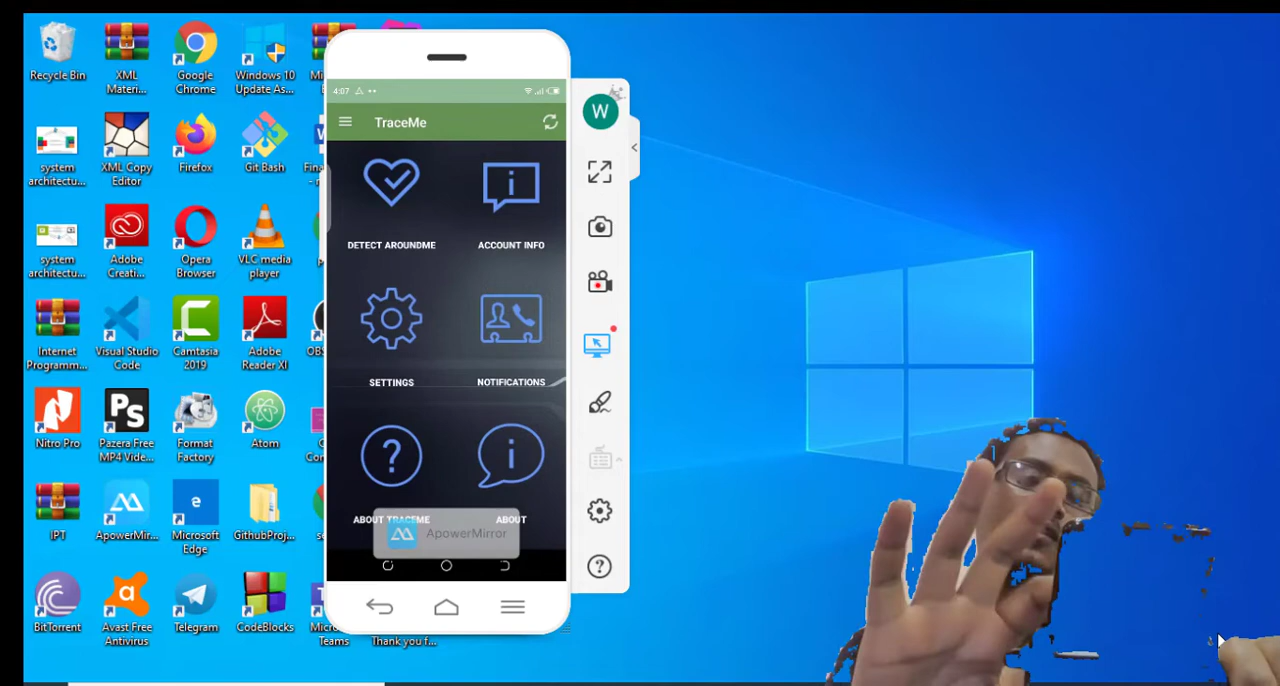 Recycle Bin
XML
Materi...
Google
Chrome
Windows 10
Update As...
system
architectu...
XML Copy
Editor
Firefox
Git Bash
system
architectu...
Adobe
Creati...
Opera
Browser
VLC media
player
Internet
Programm...
Visual Studio
Code
Camtasia
2019
Adobe
Reader XI
Nitro Pro
Ps
Pazera Free
MP4 Vide...
Format
Factory
Atom
IPT
ApowerMir...
Microsoft
Edge
GithubProj...
BitTorrent
Avast Free
Antivirus
Telegram
CodeBlocks
Teams
Thank you f...
4:07
TraceMe
DETECT AROUNDME
ACCOUNT INFO
SETTINGS
NOTIFICATIONS
ABOUT TRACEME
ABOUT
ApowerMirror
W